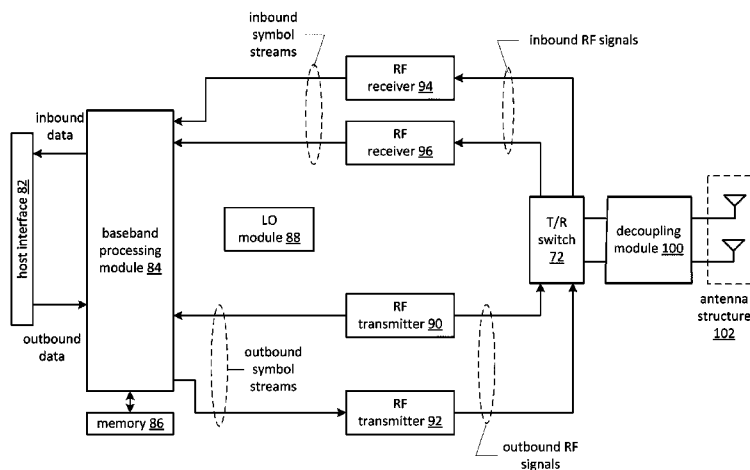 inbound
symbol
streams
inbound RF signals
RF
receiver 94
inbound
data
RF
receiver 96
host interface 82
baseband
processing
module 84
LO
module 88
T/R
switch
72
decoupling
module 100
antenna
structure
102
RF
transmitter 90
outbound
data
outbound
symbol
streams
RF
transmitter 92
memory 86
outbound RF
signals